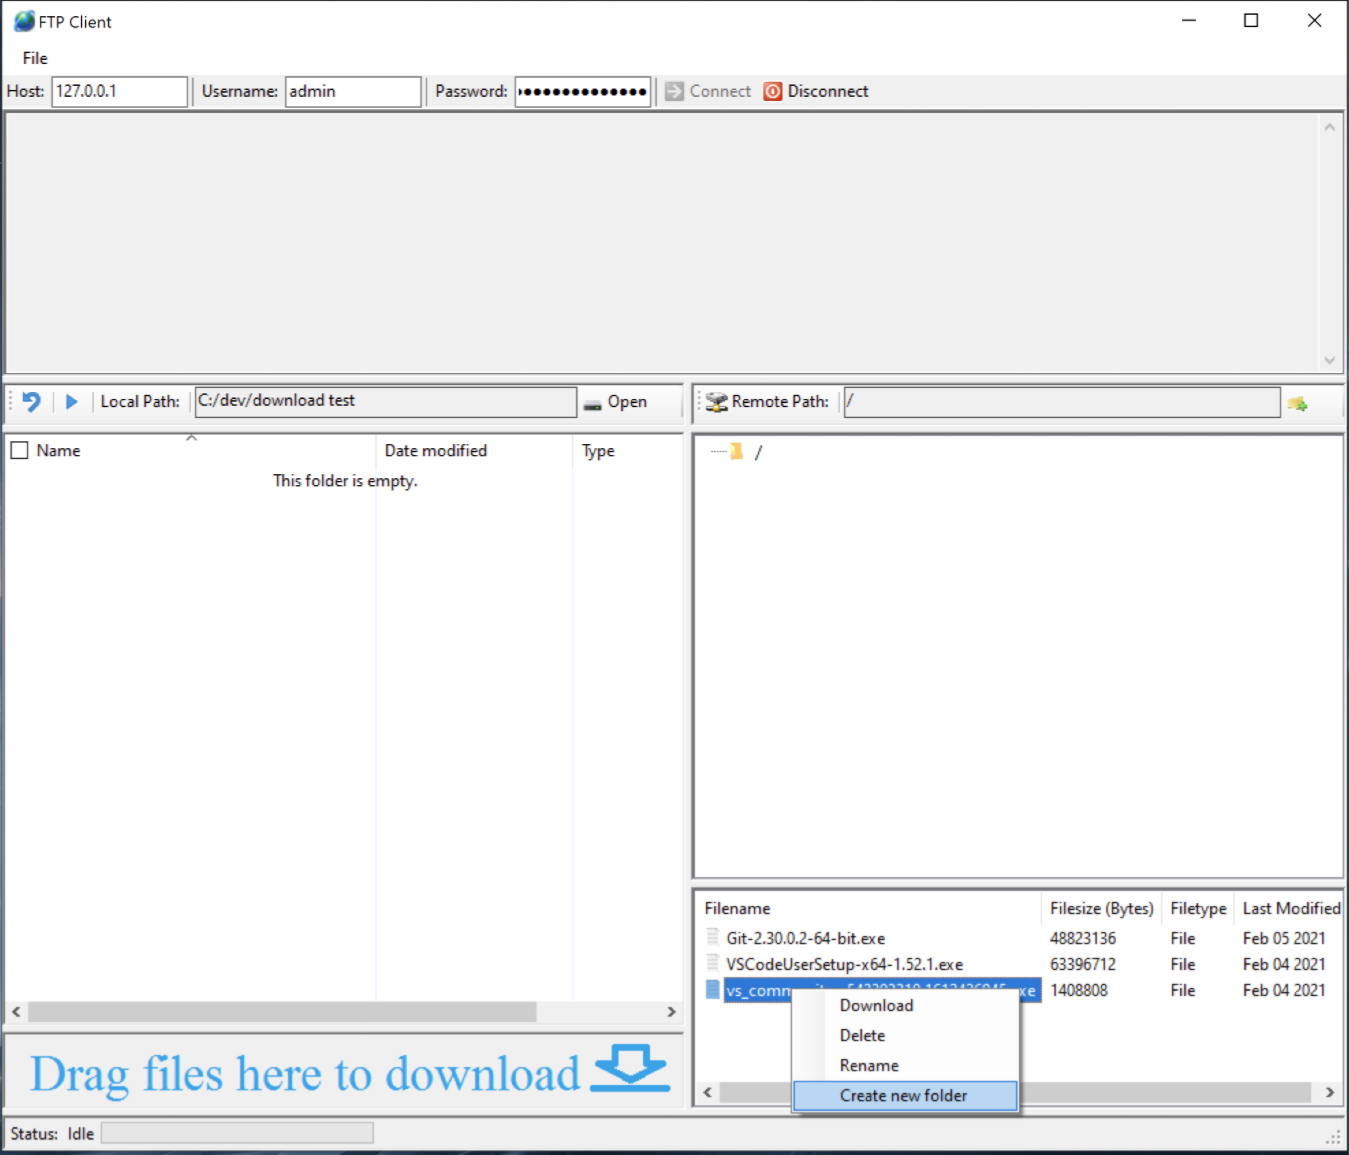 FTP Client
File
Host: 127.0.0.1 Username: admin Password: Connect Disconnect
Local Path: C:/dev/download test Open
Remote Path: /
Name Date modified Type
This folder is empty.
/
Filename Filesize (Bytes) Filetype Last Modified
Git-2.30.0.2-64-bit.exe 48823136 File Feb 05 2021
VSCodeUserSetup-x64-1.52.1.exe 63396712 File Feb 04 2021
1408808 File Feb 04 2021
Download
Delete
Rename
Create new folder
Drag files here to download
Status: Idle